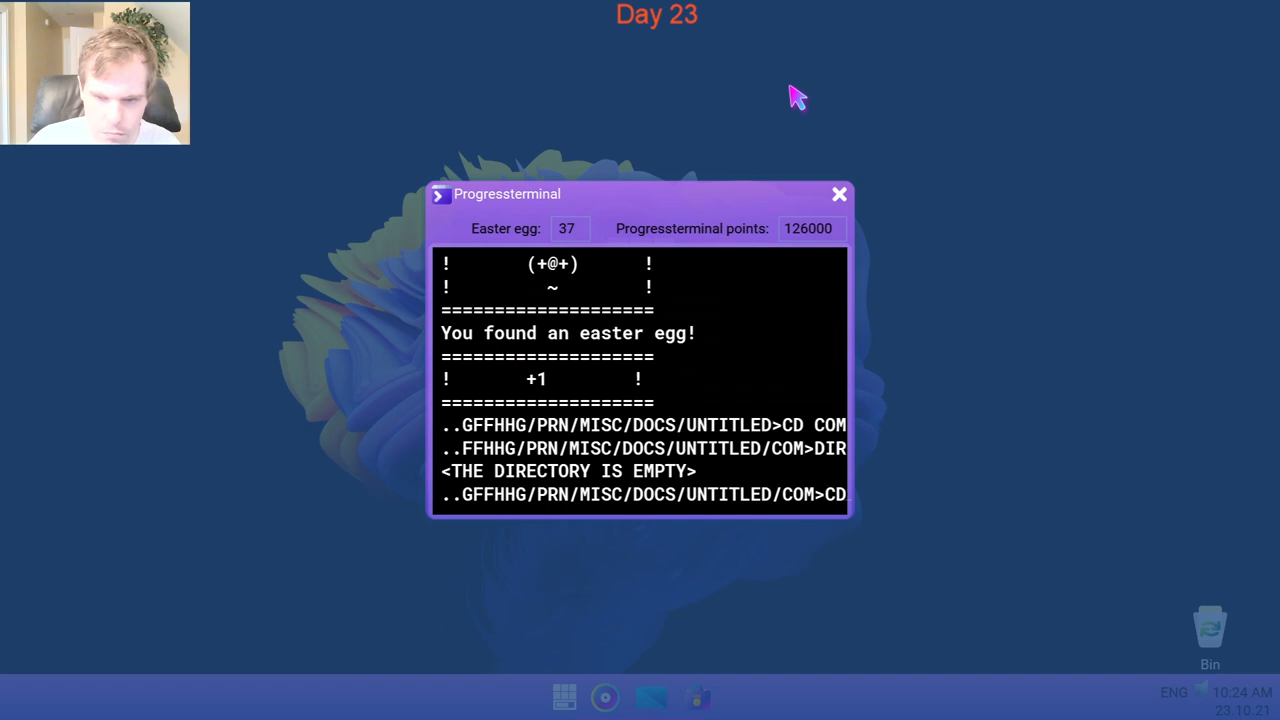 Day 23
Progressterminal
Easter egg: 37 Progressterminal points: 126000
! (+@+) !
! ~ !
====================
You found an easter egg!
====================
! +1 !
====================
..GFFHHG/PRN/MISC/DOCS/UNTITLED>CD COM
..FFHHG/PRN/MISC/DOCS/UNTITLED/COM>DIR
<THE DIRECTORY IS EMPTY>
..GFFHHG/PRN/MISC/DOCS/UNTITLED/COM>CD
Bin
ENG 10:24 AM
23.10.21